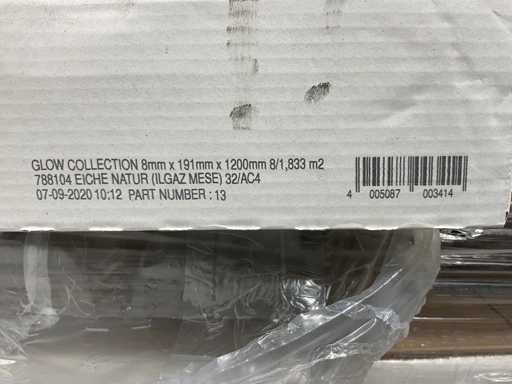 GLOW COLLECTION 8mm x 191mm x 1200mm 8/1,833 m2
788104 EICHE NATUR (ILGAZ MESE) 32/AC4
07-09-2020 10:12 PART NUMBER : 13
4 005087 003414